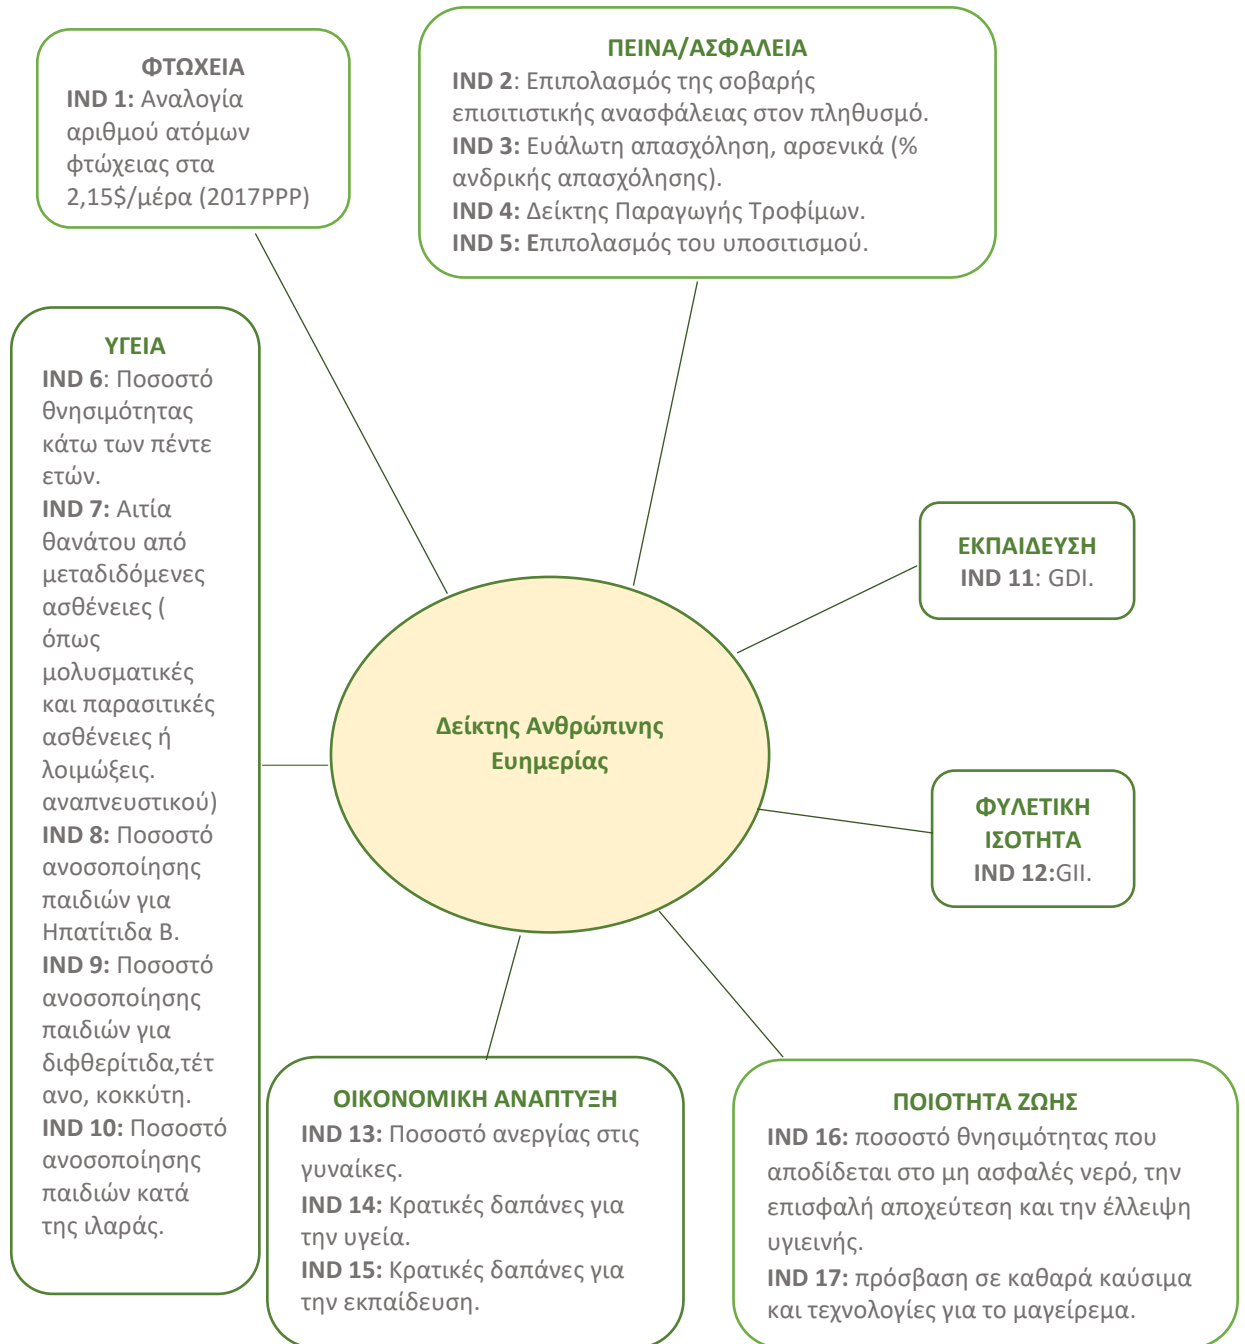 ΦΤΩΧΕΙΑ
IND 1: Αναλογία
αριθμού ατόμων
φτώχειας στα
2,15$/μέρα (2017PPP)
ΠΕΙΝΑ/ΑΣΦΑΛΕΙΑ
IND 2: Επιπολασμός της σοβαρής
επισιτιστικής ανασφάλειας στον πληθυσμό.
IND 3: Ευάλωτη απασχόληση, αρσενικά (%
ανδρικής απασχόλησης).
IND 4: Δείκτης Παραγωγής Τροφίμων.
IND 5: Επιπολασμός του υποσιτισμού.
ΥΓΕΙΑ
IND 6: Ποσοστό
θνησιμότητας
κάτω των πέντε
ετών.
IND 7: Αιτία
θανάτου από
μεταδιδόμενες
ασθένειες (
όπως
μολυσματικές
και παρασιτικές
ασθένειες ή
λοιμώξεις.
αναπνευστικού)
IND 8: Ποσοστό
ανοσοποίησης
παιδιών για
Ηπατίτιδα Β.
IND 9: Ποσοστό
ανοσοποίησης
παιδιών για
διφθερίτιδα,τέτ
ανο, κοκκύτη.
IND 10: Ποσοστό
ανοσοποίησης
παιδιών κατά
της ιλαράς.
ΕΚΠΑΙΔΕΥΣΗ
IND 11: GDI.
Δείκτης Ανθρώπινης
Ευημερίας
ΦΥΛΕΤΙΚΗ
ΙΣΟΤΗΤΑ
IND 12:GII.
ΟΙΚΟΝΟΜΙΚΗ ΑΝΑΠΤΥΞΗ
IND 13: Ποσοστό ανεργίας στις
γυναίκες.
IND 14: Κρατικές δαπάνες για
την υγεία.
IND 15: Κρατικές δαπάνες για
την εκπαίδευση.
ΠΟΙΟΤΗΤΑ ΖΩΗΣ
IND 16: ποσοστό θνησιμότητας που
αποδίδεται στο μη ασφαλές νερό, την
επισφαλή αποχεύτεση και την έλλειψη
υγιεινής.
IND 17: πρόσβαση σε καθαρά καύσιμα
και τεχνολογίες για το μαγείρεμα.